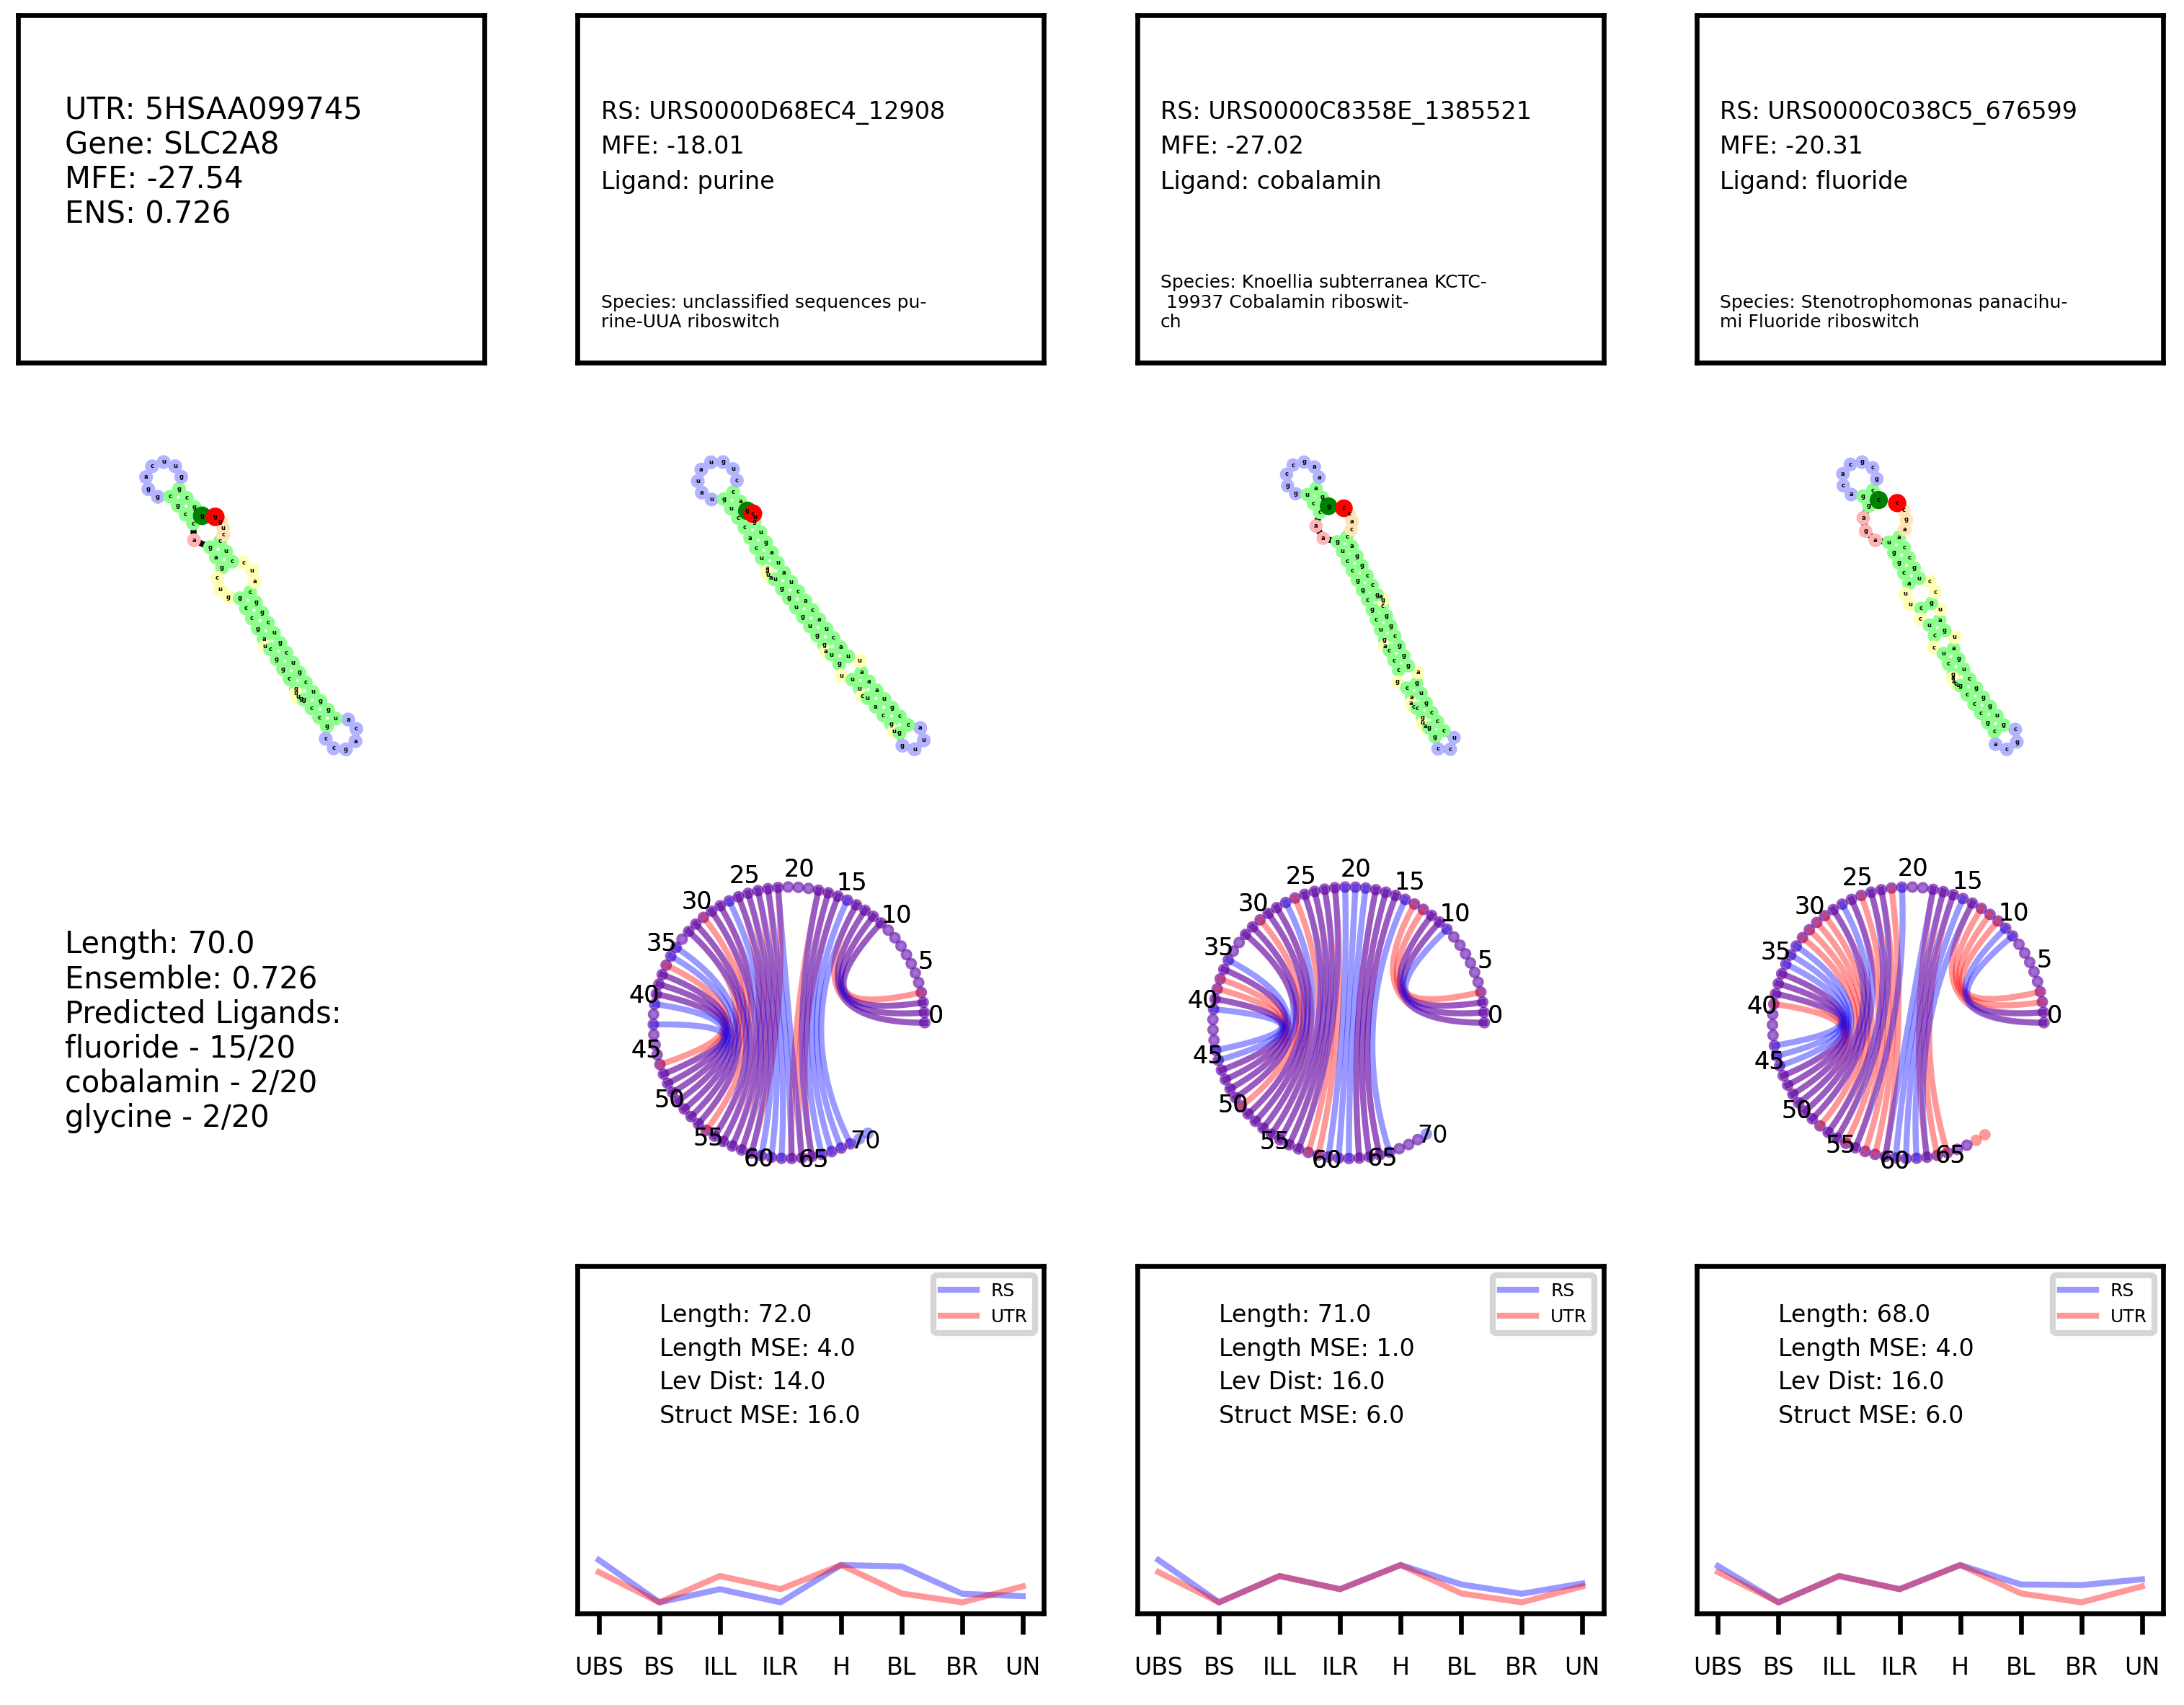 UTR: 5HSAA099745
Gene: SLC2A8
MFE: -27.54
ENS: 0.726
RS: URS0000D68EC4_12908
MFE: -18.01
Ligand: purine
Species: unclassified sequences pu-
rine-UUA riboswitch
RS: URS0000C8358E_1385521
MFE: -27.02
Ligand: cobalamin
Species: Knoellia subterranea KCTC-
19937 Cobalamin riboswit-
ch
RS: URS0000C038C5_676599
MFE: -20.31
Ligand: fluoride
Species: Stenotrophomonas panacihu-
mi Fluoride riboswitch
Length: 70.0
Ensemble: 0.726
Predicted Ligands:
fluoride - 15/20
cobalamin - 2/20
glycine - 2/20
0
5
10
15
20
25
30
35
40
45
50
55
60
65
70
0
5
10
15
20
25
30
35
40
45
50
55
60
65
70
0
5
10
15
20
25
30
35
40
45
50
55
60
65
RS
UTR
Length: 72.0
Length MSE: 4.0
Lev Dist: 14.0
Struct MSE: 16.0
UBS BS ILL ILR H BL BR UN
RS
UTR
Length: 71.0
Length MSE: 1.0
Lev Dist: 16.0
Struct MSE: 6.0
UBS BS ILL ILR H BL BR UN
RS
UTR
Length: 68.0
Length MSE: 4.0
Lev Dist: 16.0
Struct MSE: 6.0
UBS BS ILL ILR H BL BR UN